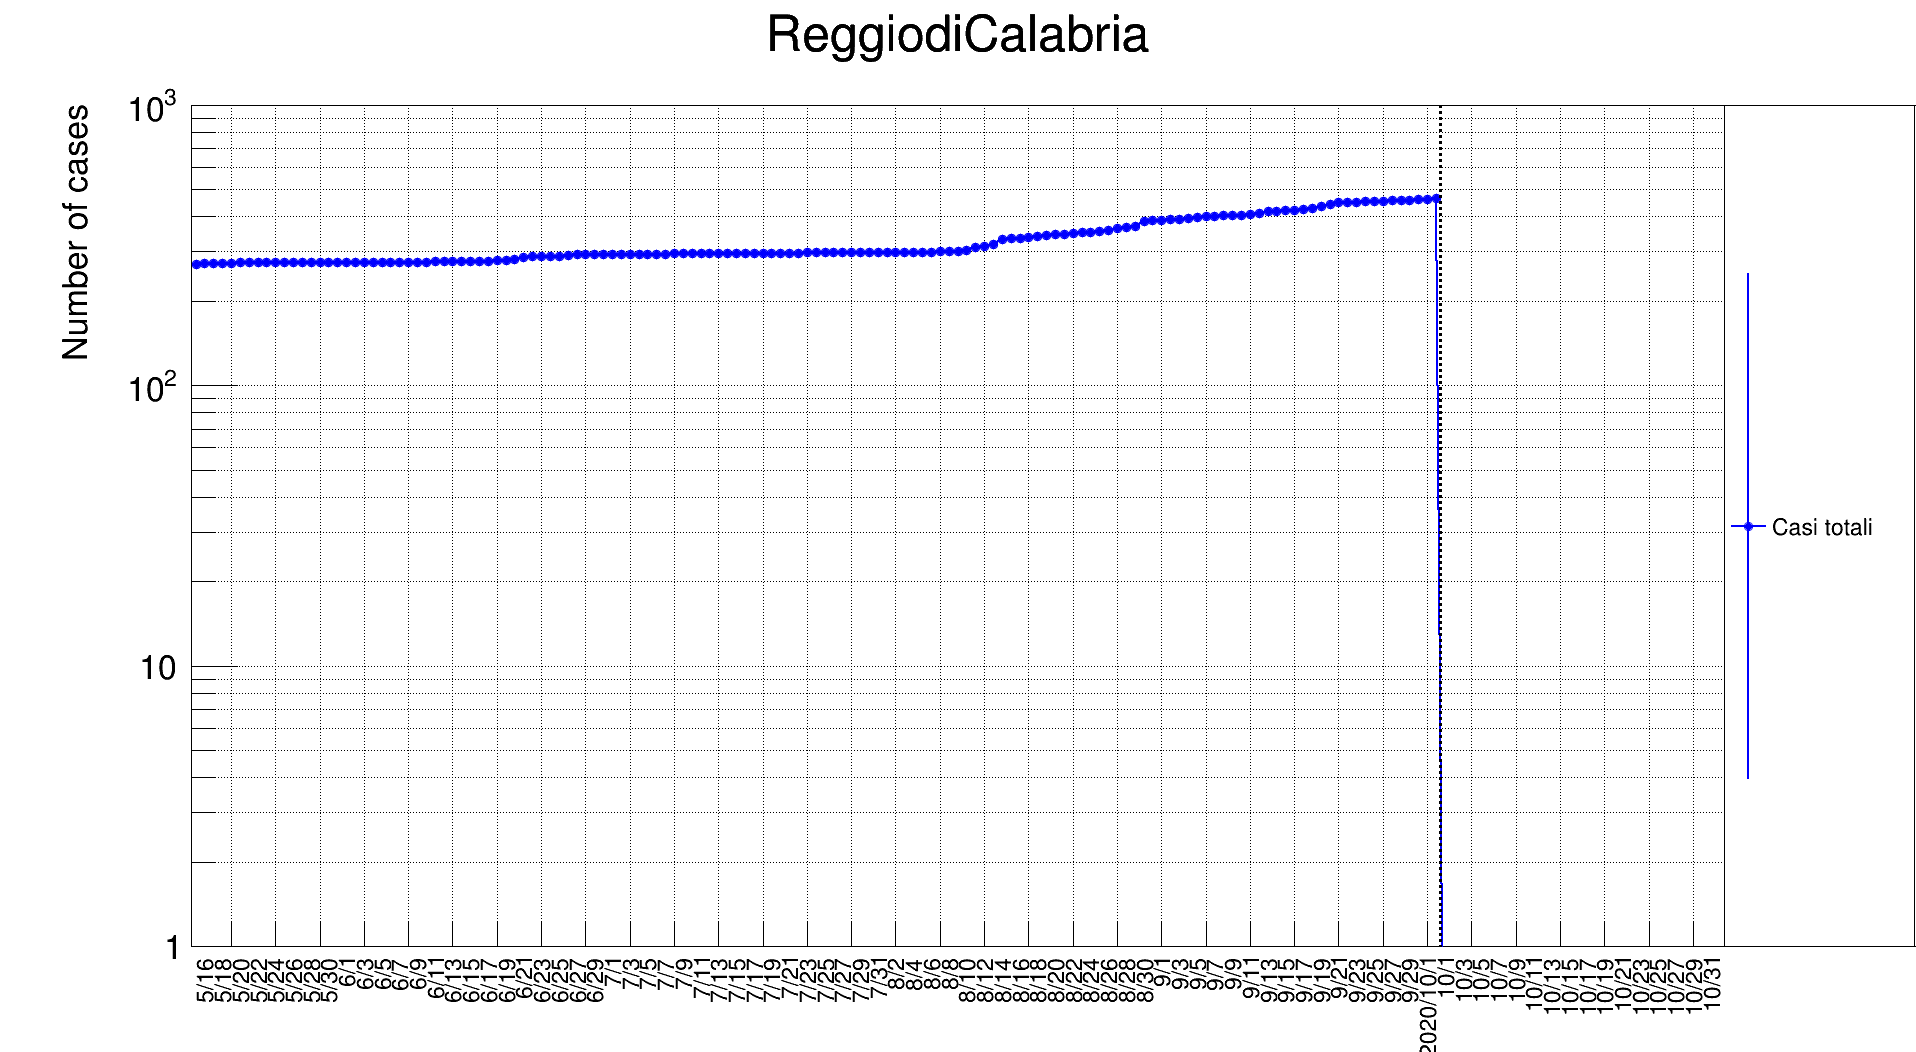 ReggiodiCalabria
Number of cases
10³
10²
10
1
Casi totali
5/16 5/18 5/20 5/22 5/24 5/26 5/28 5/30 6/1 6/3 6/5 6/7 6/9 6/11 6/13 6/15 6/17 6/19 6/21 6/23 6/25 6/27 6/29 7/1 7/3 7/5 7/7 7/9 7/11 7/13 7/15 7/17 7/19 7/21 7/23 7/25 7/27 7/29 7/31 8/2 8/4 8/6 8/8 8/10 8/12 8/14 8/16 8/18 8/20 8/22 8/24 8/26 8/28 8/30 9/1 9/3 9/5 9/7 9/9 9/11 9/13 9/15 9/17 9/19 9/21 9/23 9/25 9/27 9/29 2020/10/1 10/1 10/3 10/5 10/7 10/9 10/11 10/13 10/15 10/17 10/19 10/21 10/23 10/25 10/27 10/29 10/31